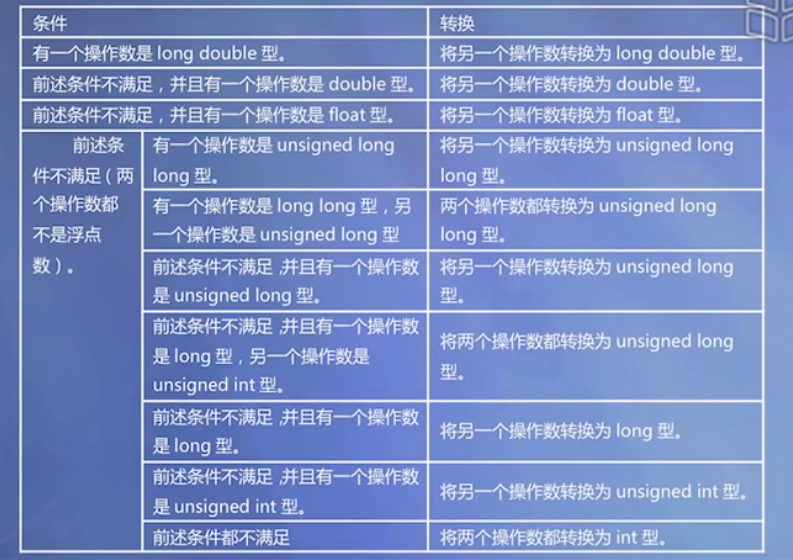 条件
转换
有一个操作数是 long double 型。
将另一个操作数转换为 long double 型。
前述条件不满足，并且有一个操作数是 double 型。
将另一个操作数转换为 double 型。
前述条件不满足，并且有一个操作数是 float 型。
将另一个操作数转换为 float 型。
前述条
件不满足（两
个操作数都
不是浮点
数）。
有一个操作数是 unsigned long
long 型。
将另一个操作数转换为 unsigned long
long 型。
有一个操作数是 long long 型，另
一个操作数是 unsigned long 型
两个操作数都转换为 unsigned long
long 型。
前述条件不满足，并且有一个操作数
是 unsigned long 型。
将另一个操作数转换为 unsigned long
型。
前述条件不满足，并且有一个操作数
是 long 型，另一个操作数是
unsigned int 型。
将两个操作数都转换为 unsigned long
型。
前述条件不满足，并且有一个操作数
是 long 型。
将另一个操作数转换为 long 型。
前述条件不满足，并且有一个操作数
是 unsigned int 型。
将另一个操作数转换为 unsigned int 型。
前述条件都不满足
将两个操作数都转换为 int 型。